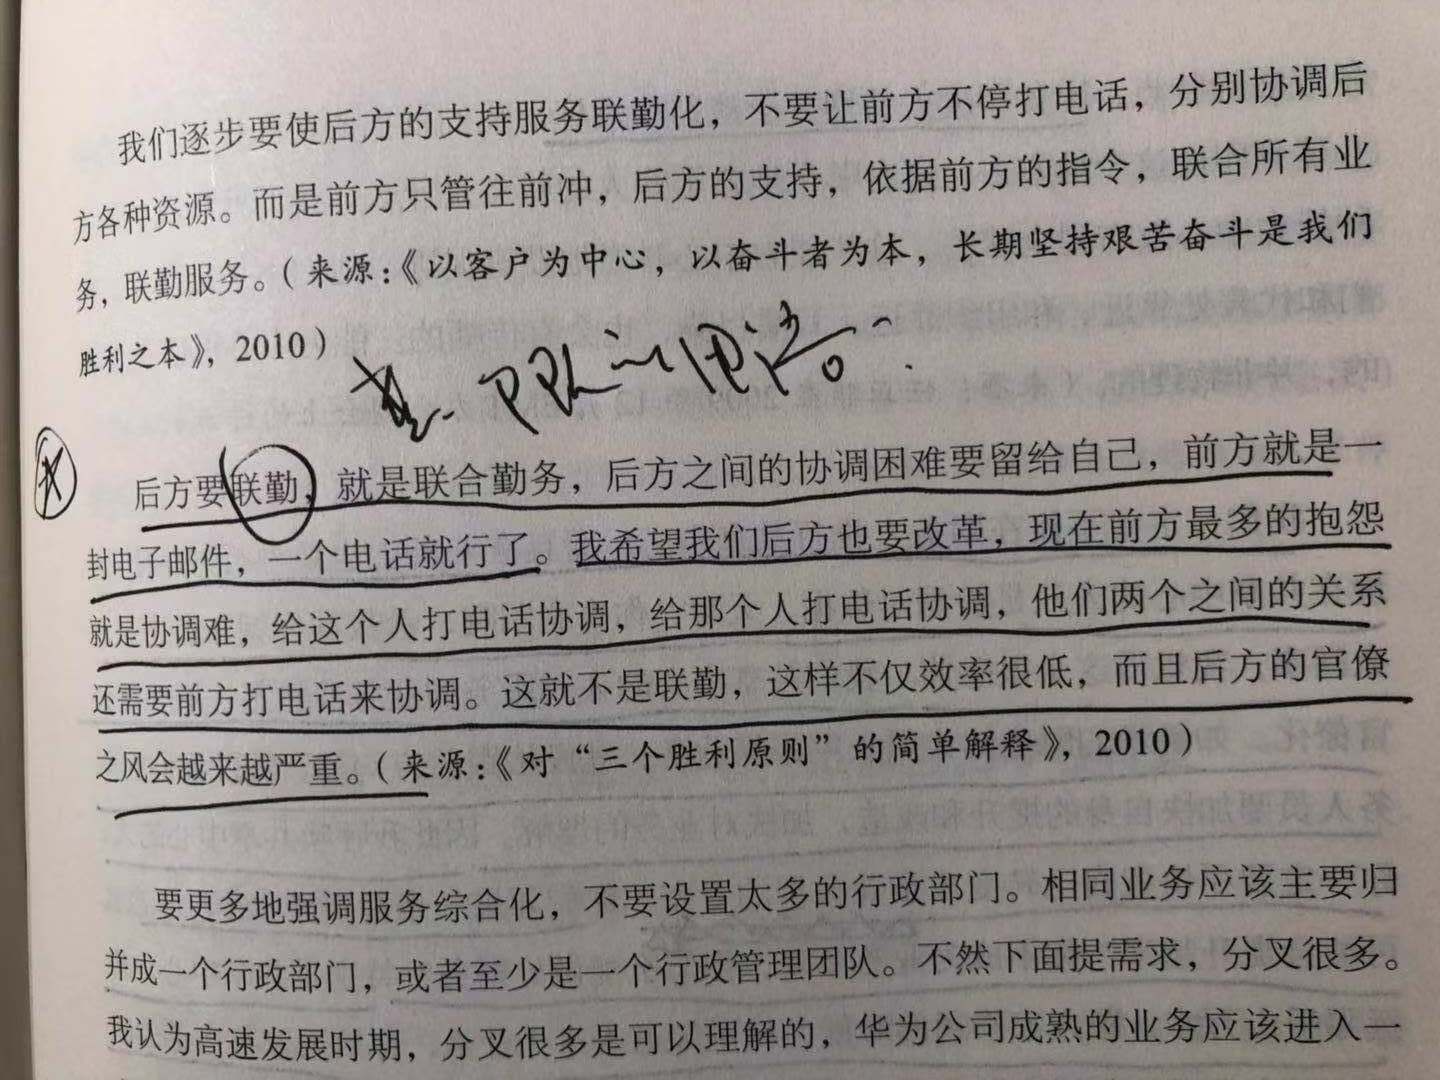 我们逐步要使后方的支持服务联勤化，不要让前方不停打电话，分别协调后
方各种资源。而是前方只管往前冲，后方的支持，依据前方的指令，联合所有业
务，联勤服务。（来源：《以客户为中心，以奋斗者为本，长期坚持艰苦奋斗是我们
胜利之本》，2010）
后方要联勤，就是联合勤务，后方之间的协调困难要留给自己，前方就是一
封电子邮件，一个电话就行了。我希望我们后方也要改革，现在前方最多的抱怨
就是协调难，给这个人打电话协调，给那个人打电话协调，他们两个之间的关系
还需要前方打电话来协调。这就不是联勤，这样不仅效率很低，而且后方的官僚
之风会越来越严重。（来源：《对“三个胜利原则”的简单解释》，2010）
要更多地强调服务综合化，不要设置太多的行政部门。相同业务应该主要归
并成一个行政部门，或者至少是一个行政管理团队。不然下面提需求，分叉很多。
我认为高速发展时期，分叉很多是可以理解的，华为公司成熟的业务应该进入一